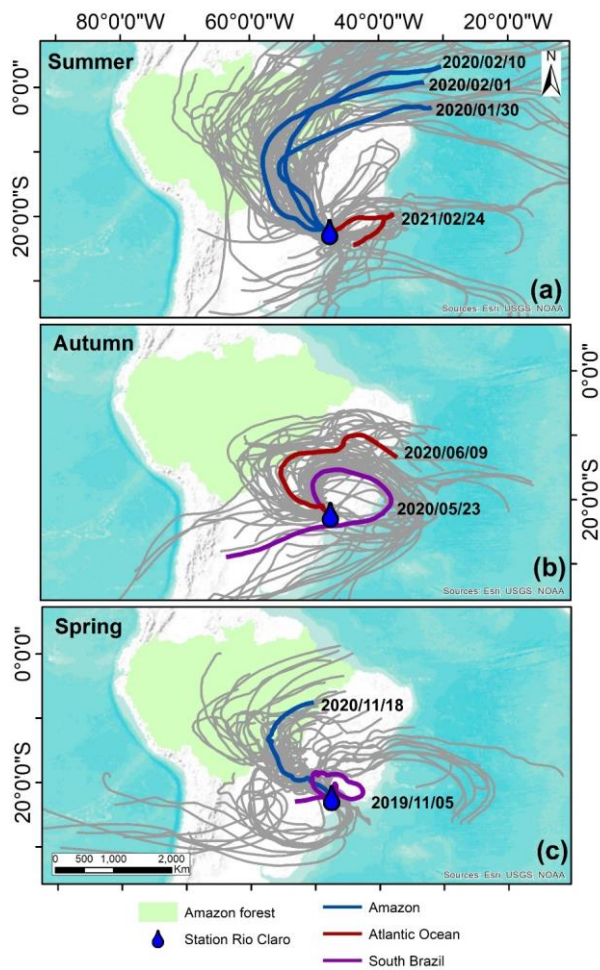 80°0'0"W 60°0'0"W 40°0'0"W 20°0'0"W
Summer
2020/02/10
2020/02/01
2020/01/30
N
0°0'0"
2021/02/24
20°0'0"S
(a)
Sources: Esri, USGS, NOAA
Autumn
0°0'0"
2020/06/09
2020/05/23
20°0'0"S
(b)
Sources: Esri, USGS, NOAA
Spring
0°0'0"
2020/11/18
20°0'0"S
2019/11/05
(c)
0 500 1,000 2,000
Km
Sources: Esri, USGS, NOAA
Amazon forest
Station Rio Claro
Amazon
Atlantic Ocean
South Brazil